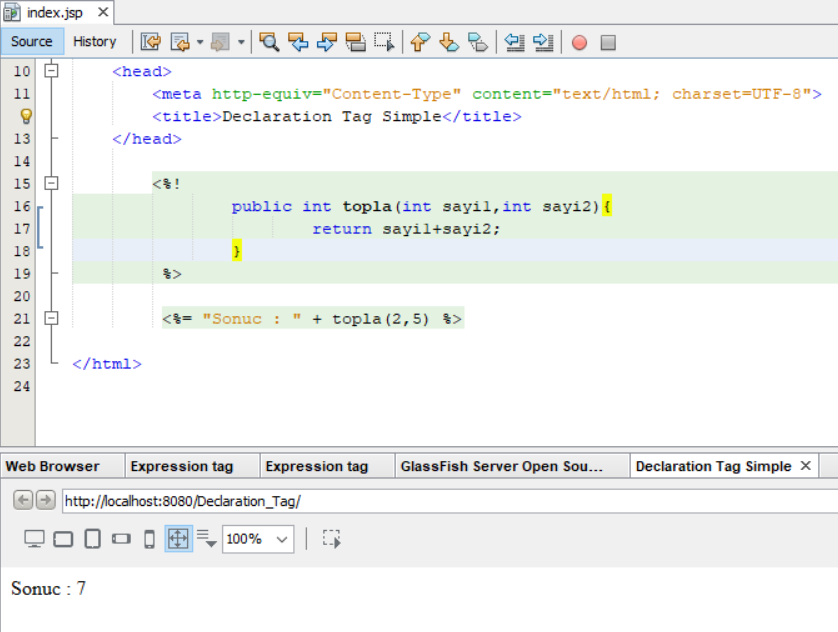 index.jsp
Source History
10 <head>
11 <meta http-equiv="Content-Type" content="text/html; charset=UTF-8">
<title>Declaration Tag Simple</title>
13 </head>
14
15 <%!
16 public int topla(int sayi1,int sayi2){
17 return sayi1+sayi2;
18 }
19 %>
20
21 <%= "Sonuc : " + topla(2,5) %>
22
23 </html>
24
Web Browser Expression tag Expression tag GlassFish Server Open Sou... Declaration Tag Simple
http://localhost:8080/Declaration_Tag/
100%
Sonuc : 7